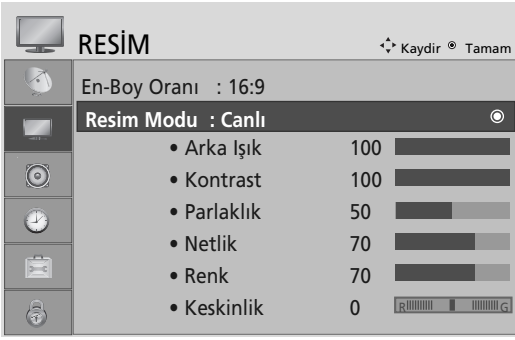 RESİM
Kaydir Tamam
En-Boy Oranı : 16:9
Resim Modu : Canlı
• Arka Işık 100
• Kontrast 100
• Parlaklık 50
• Netlik 70
• Renk 70
• Keskinlik 0 R G